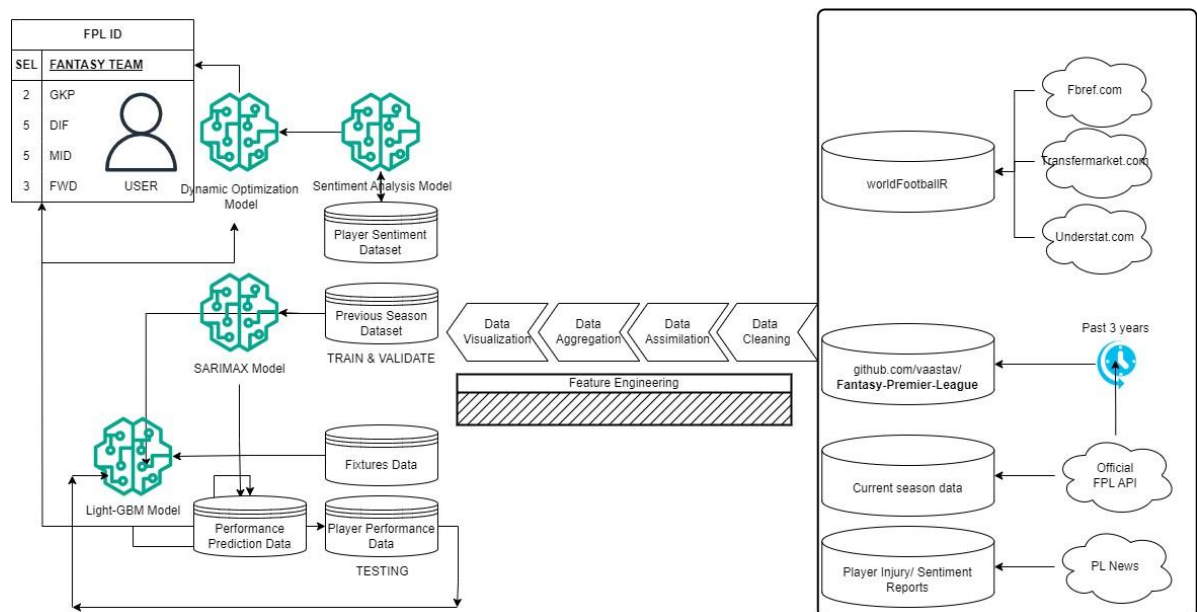 FPL ID
SEL FANTASY TEAM
2 GKP
5 DIF
5 MID
3 FWD
USER
Dynamic Optimization
Model
Sentiment Analysis Model
Player Sentiment
Dataset
SARIMAX Model
Previous Season
Dataset
TRAIN & VALIDATE
Light-GBM Model
Fixtures Data
Performance
Prediction Data
Player Performance
Data
TESTING
Data
Visualization
Data
Aggregation
Data
Assimilation
Data
Cleaning
Feature Engineering
worldFootballR
Fbref.com
Transfermarket.com
Understat.com
github.com/vaastav/
Fantasy-Premier-League
Past 3 years
Current season data
Official
FPL API
Player Injury/ Sentiment
Reports
PL News